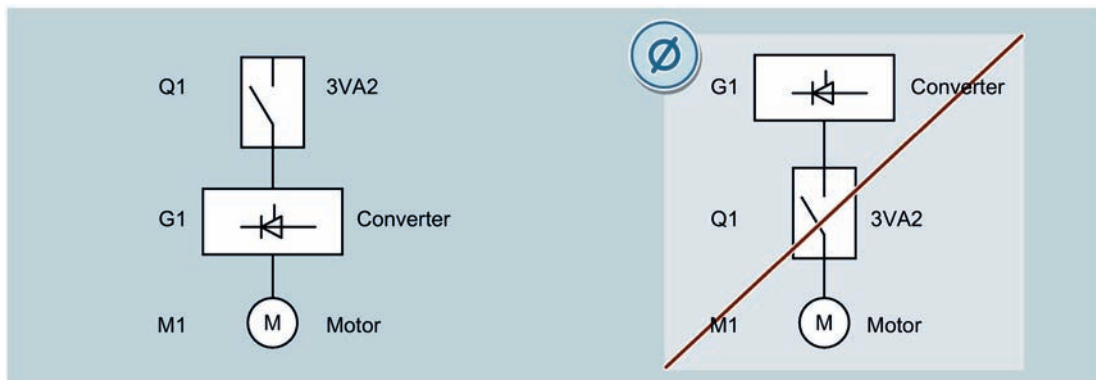 Q1 3VA2
G1 Converter
M1 M Motor
Ø
G1 Converter
Q1 3VA2
M1 M Motor